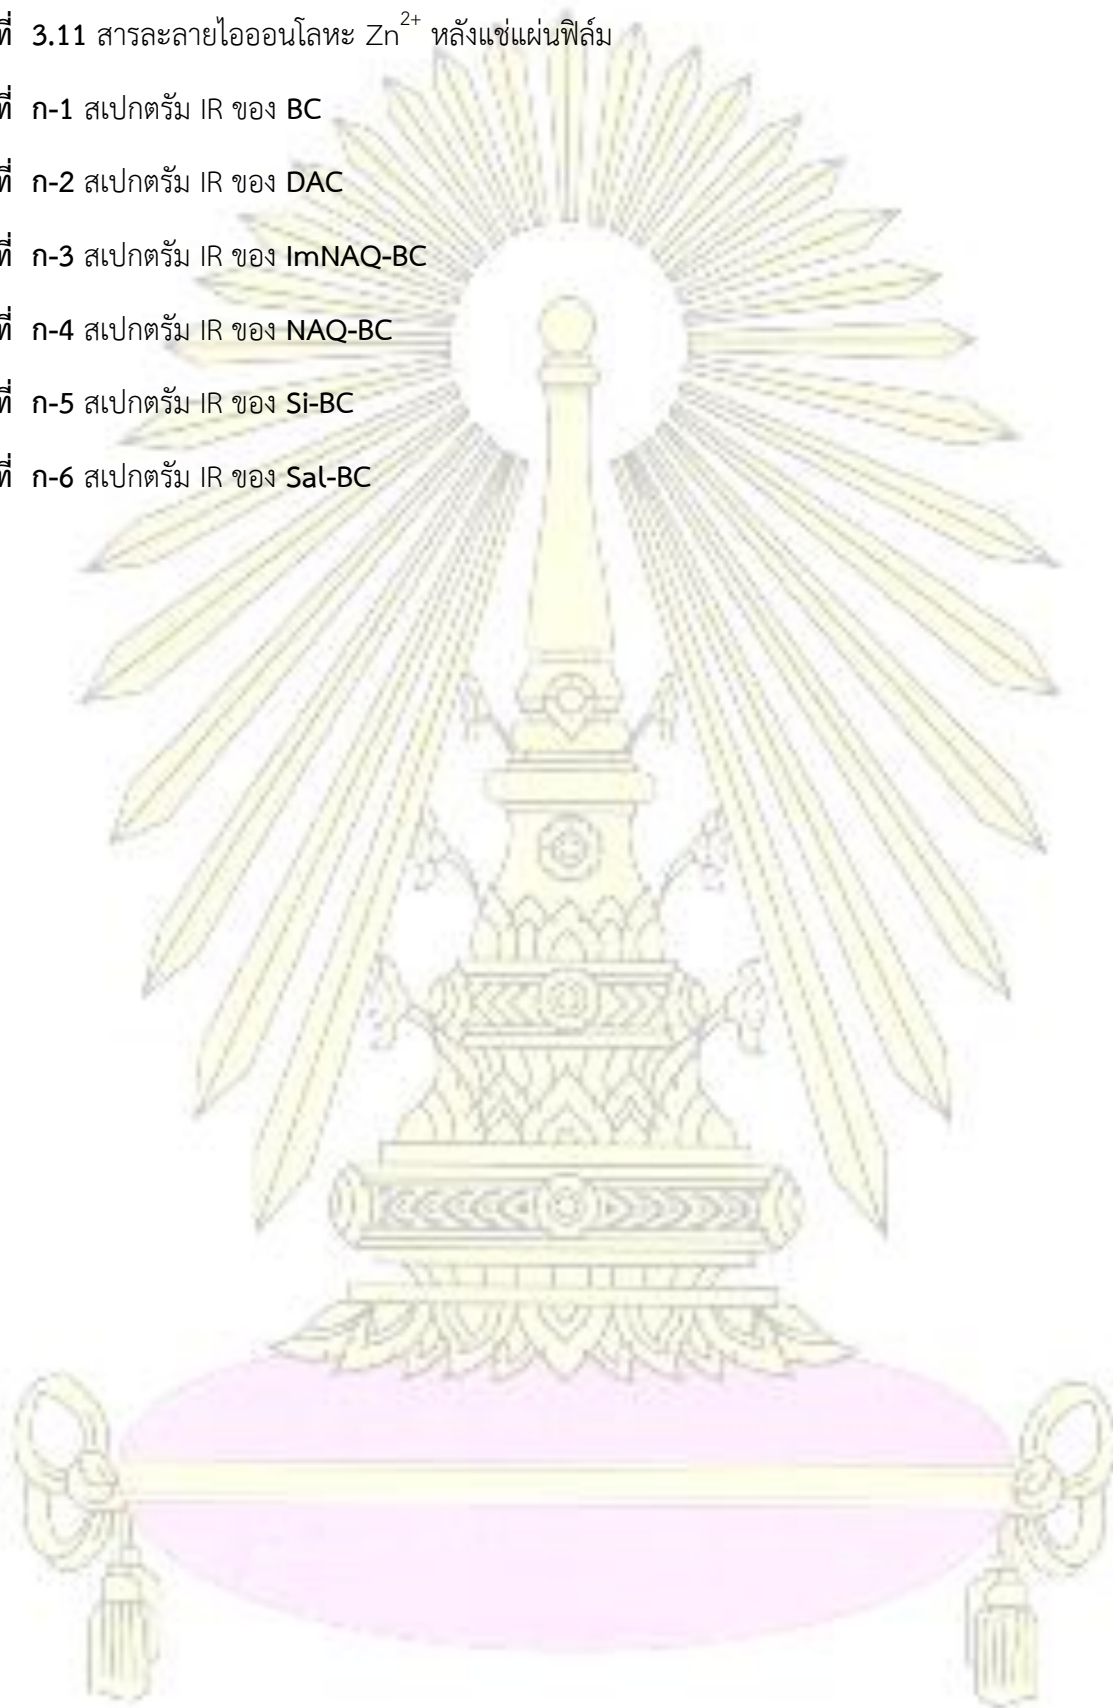 ที่ 3.11 สารละลายไอออนโลหะ Zn²⁺ หลังแช่แผ่นฟิล์ม
ที่ ก-1 สเปกตรัม IR ของ BC
ที่ ก-2 สเปกตรัม IR ของ DAC
ที่ ก-3 สเปกตรัม IR ของ ImNAQ-BC
ที่ ก-4 สเปกตรัม IR ของ NAQ-BC
ที่ ก-5 สเปกตรัม IR ของ Si-BC
ที่ ก-6 สเปกตรัม IR ของ Sal-BC